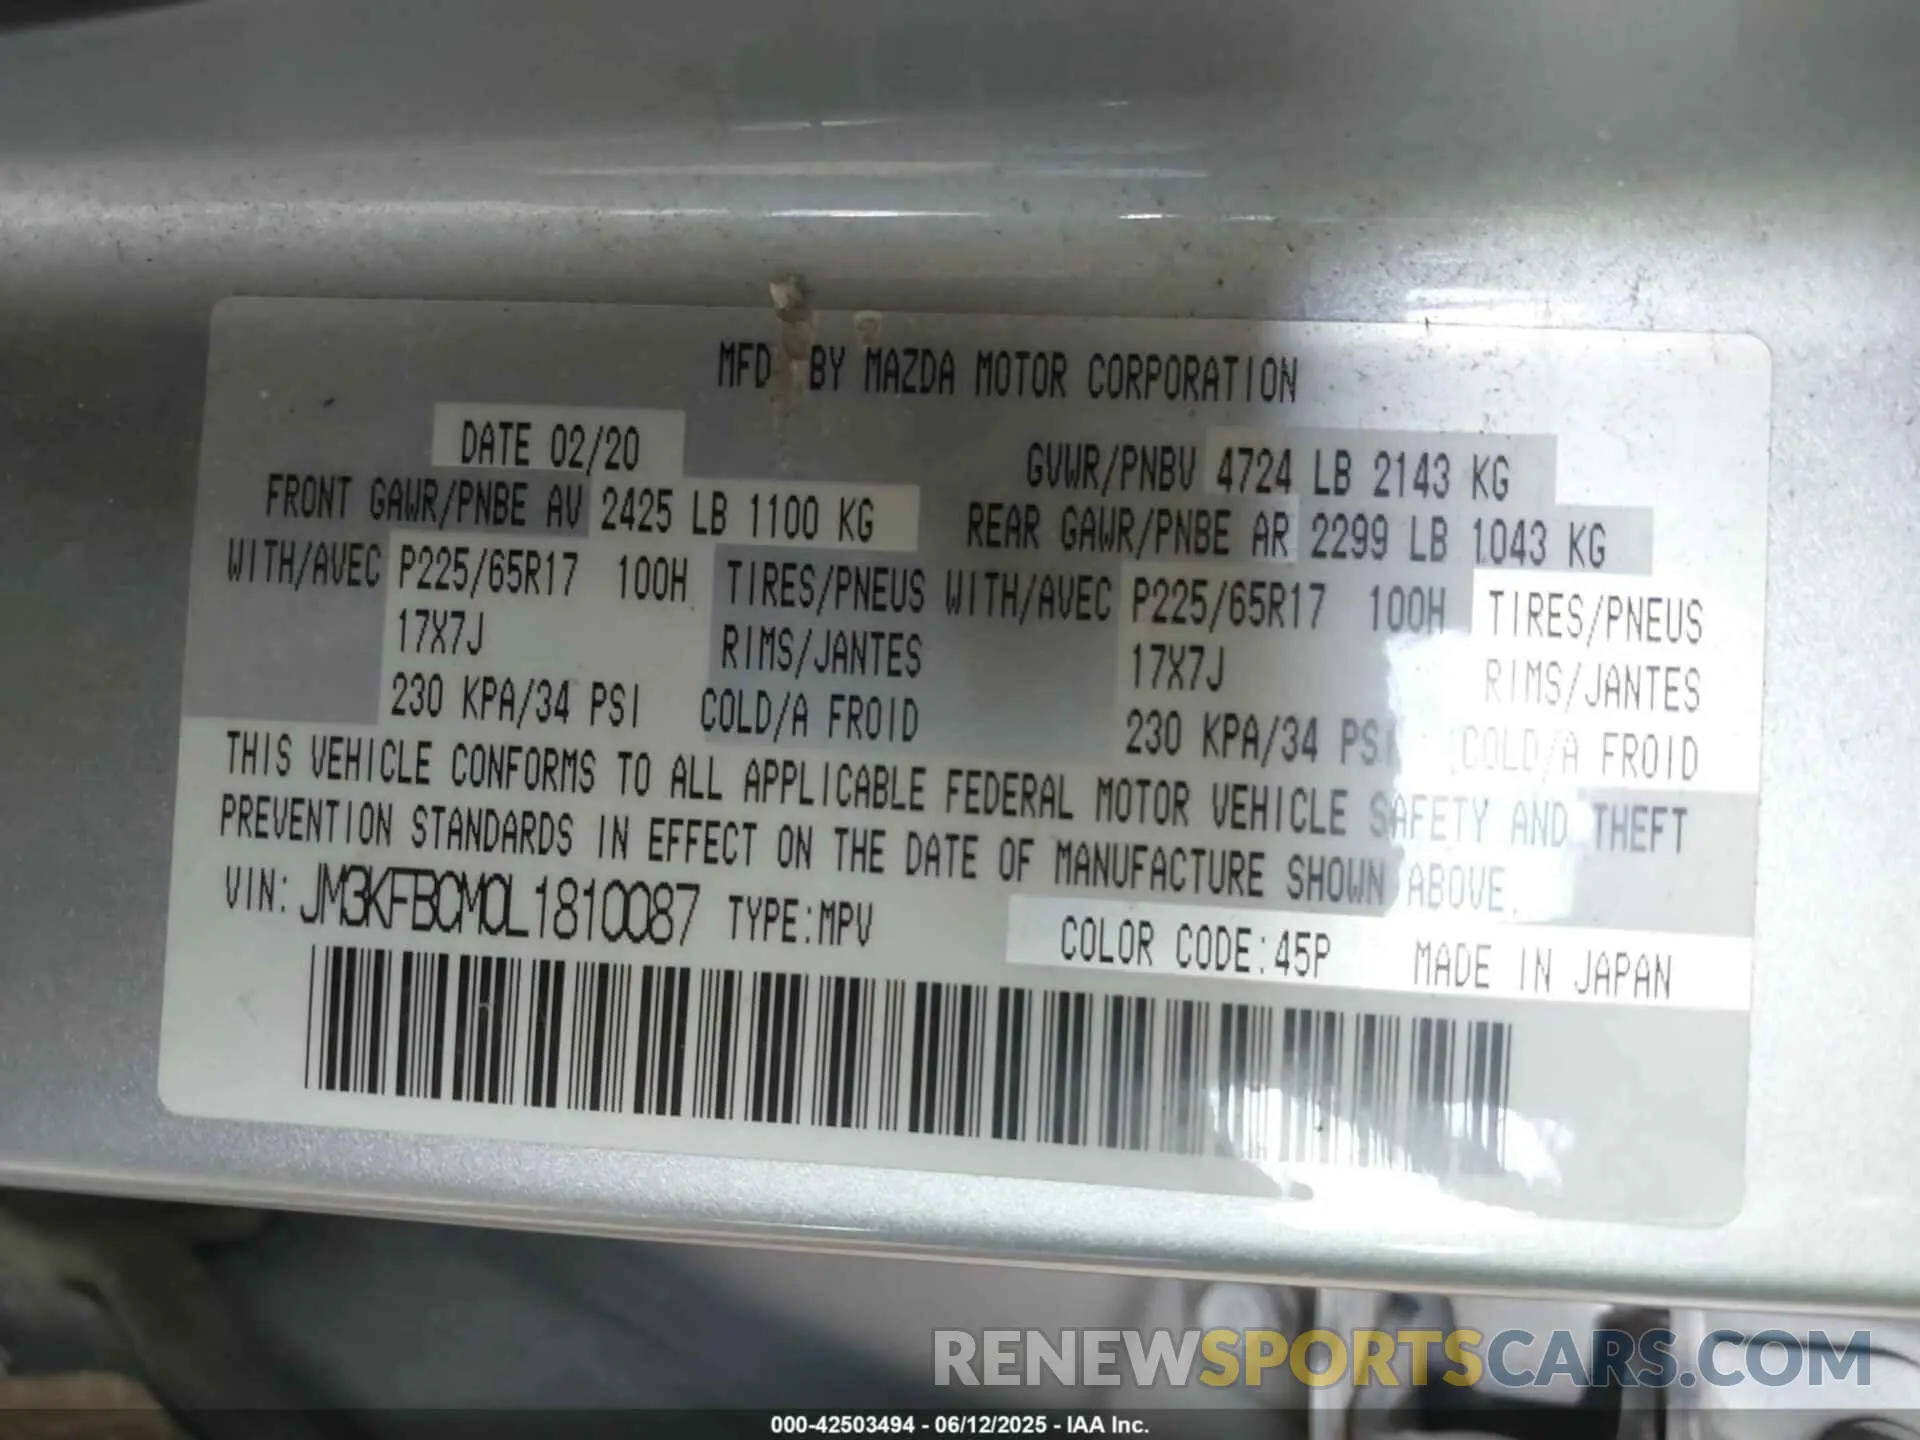 MFD BY MAZDA MOTOR CORPORATION
DATE 02/20 GVWR/PNBV 4724 LB 2143 KG
FRONT GAWR/PNBE AV 2425 LB 1100 KG REAR GAWR/PNBE AR 2299 LB 1043 KG
WITH/AVEC P225/65R17 100H TIRES/PNEUS WITH/AVEC P225/65R17 100H TIRES/PNEUS
17X7J RIMS/JANTES 17X7J RIMS/JANTES
230 KPA/34 PSI COLD/A FROID 230 KPA/34 PSI COLD/A FROID
THIS VEHICLE CONFORMS TO ALL APPLICABLE FEDERAL MOTOR VEHICLE SAFETY AND THEFT
PREVENTION STANDARDS IN EFFECT ON THE DATE OF MANUFACTURE SHOWN ABOVE.
VIN: JM3KFBCM0L1810087 TYPE:MPV COLOR CODE:45P MADE IN JAPAN
RENEWSPORTSCARS.COM
000-42503494 - 06/12/2025 - IAA Inc.